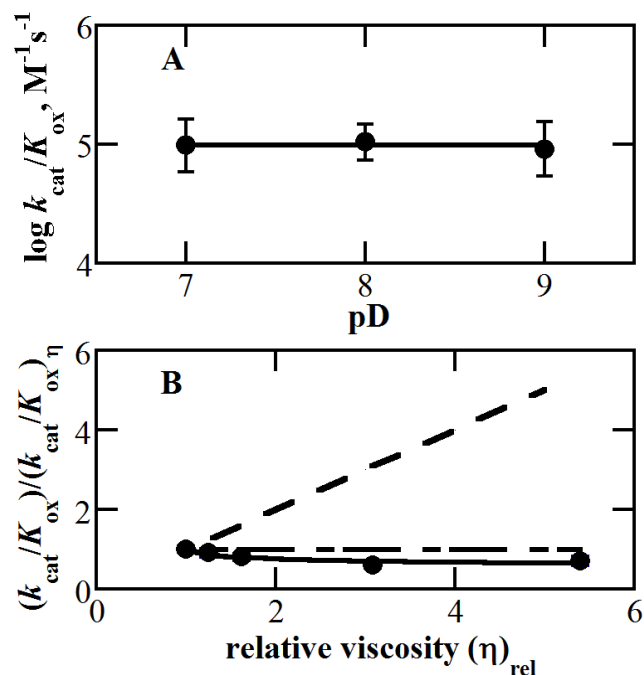 A
log k_cat/K_ox, M⁻¹s⁻¹
6
5
4
7 8 9
pD
B
(k_cat/K_ox)/(k_cat/K_ox)_η
6
4
2
0
0 2 4 6
relative viscosity (η)_rel